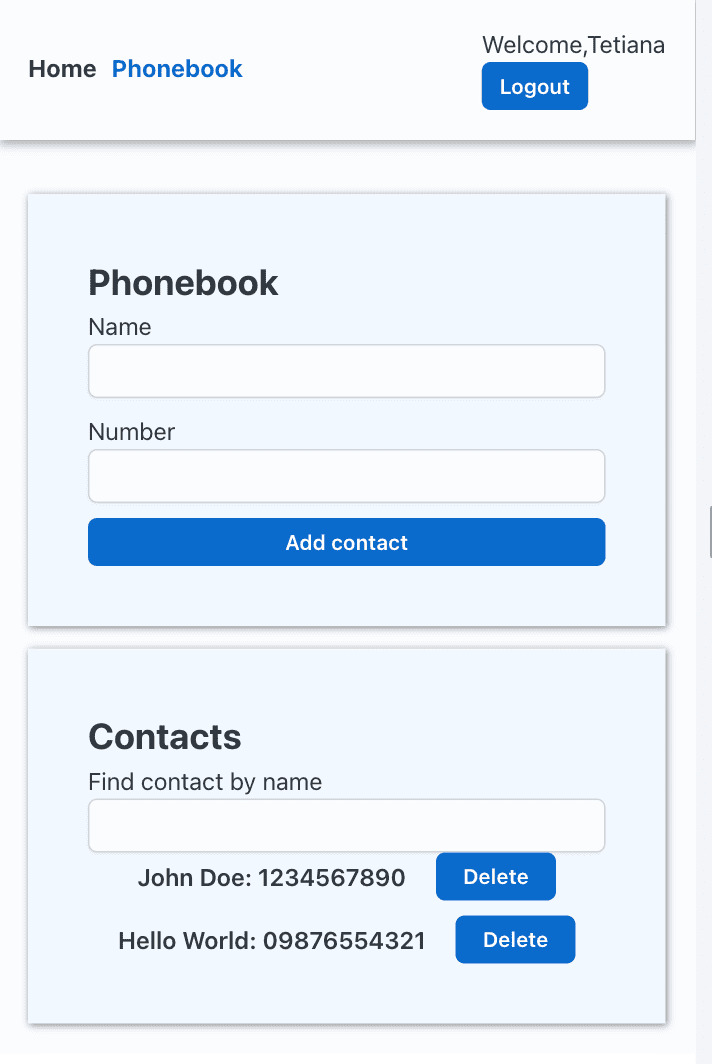 Home Phonebook
Welcome,Tetiana
Logout
Phonebook
Name
Number
Add contact
Contacts
Find contact by name
John Doe: 1234567890 Delete
Hello World: 09876554321 Delete